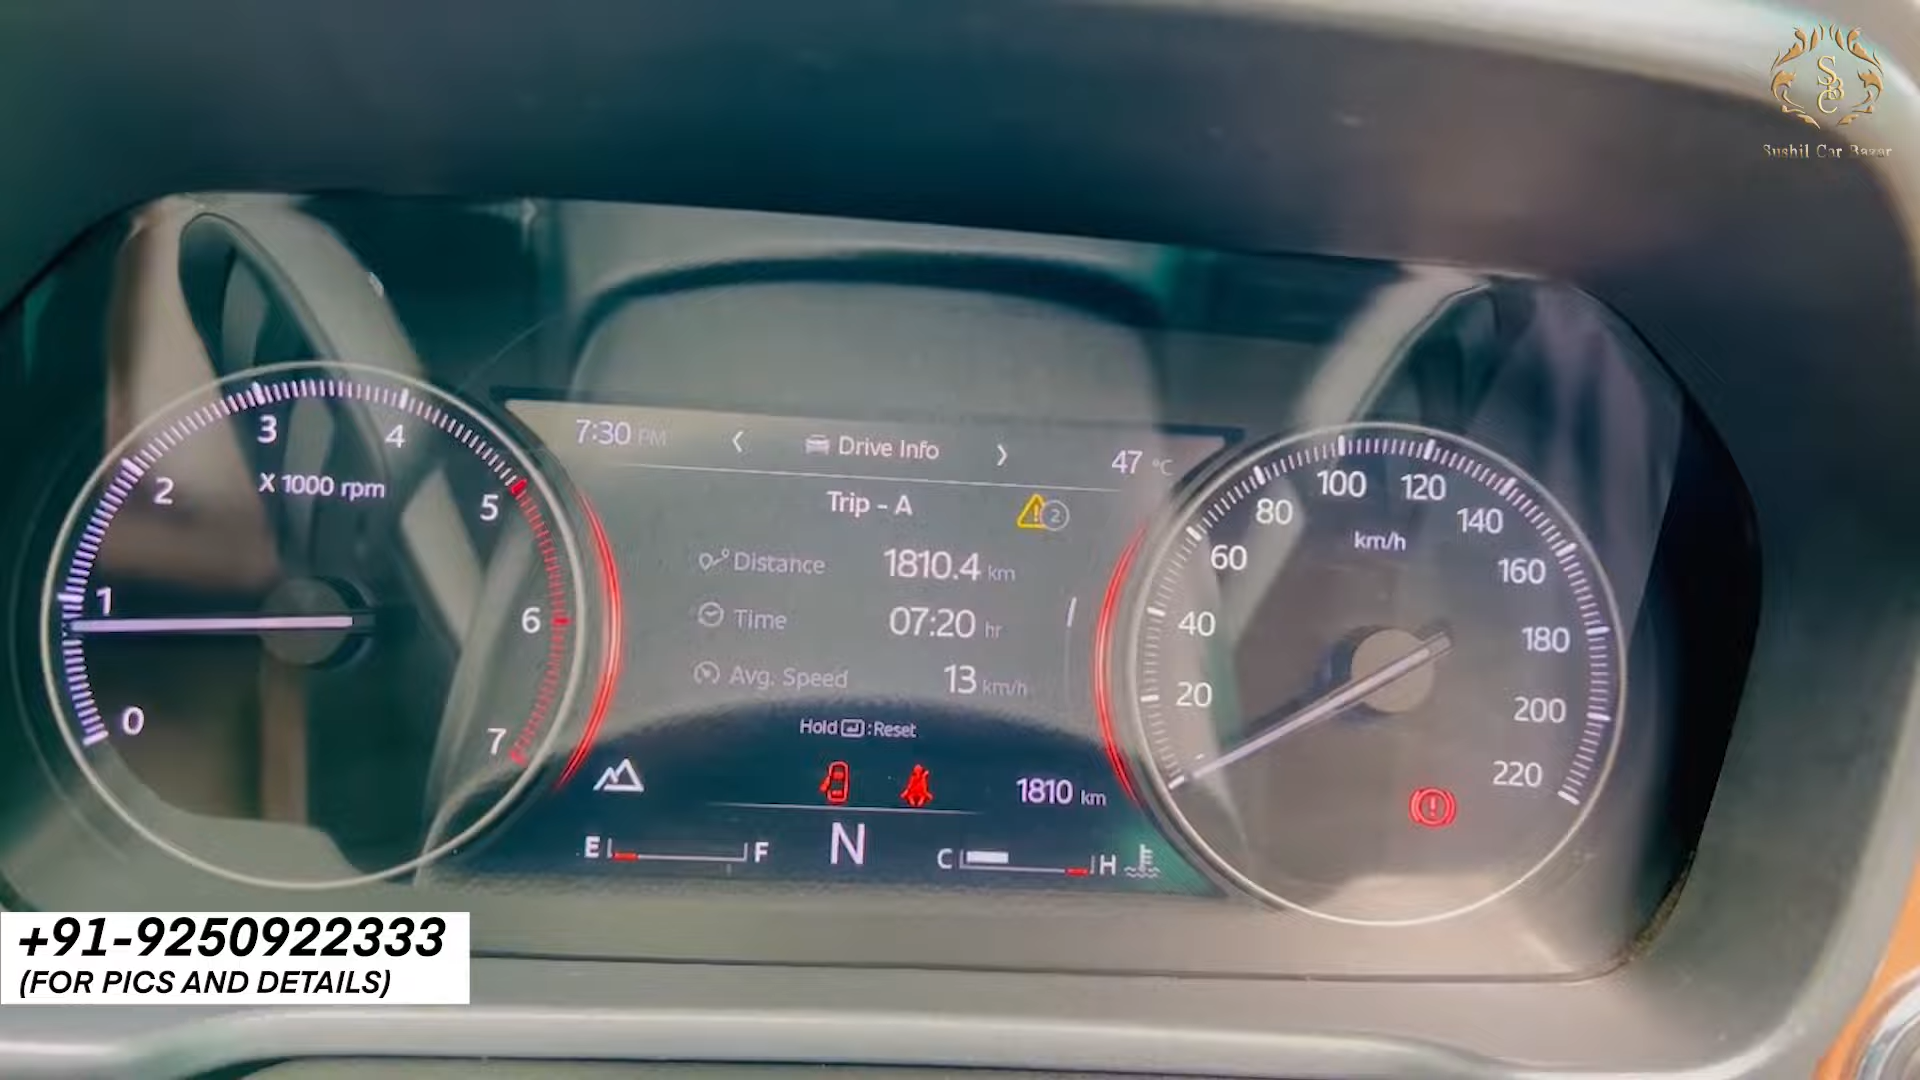 S
B
C
Sushil Car Bazar
7:30 PM
Drive Info
47 °C
Trip - A
2
Distance 1810.4 km
Time 07:20 hr
Avg. Speed 13 km/h
Hold :Reset
1810 km
E F
N
C H
0
1
2
3
4
5
6
7
X 1000 rpm
20
40
60
80
100
120
140
160
180
200
220
km/h
+91-9250922333
(FOR PICS AND DETAILS)